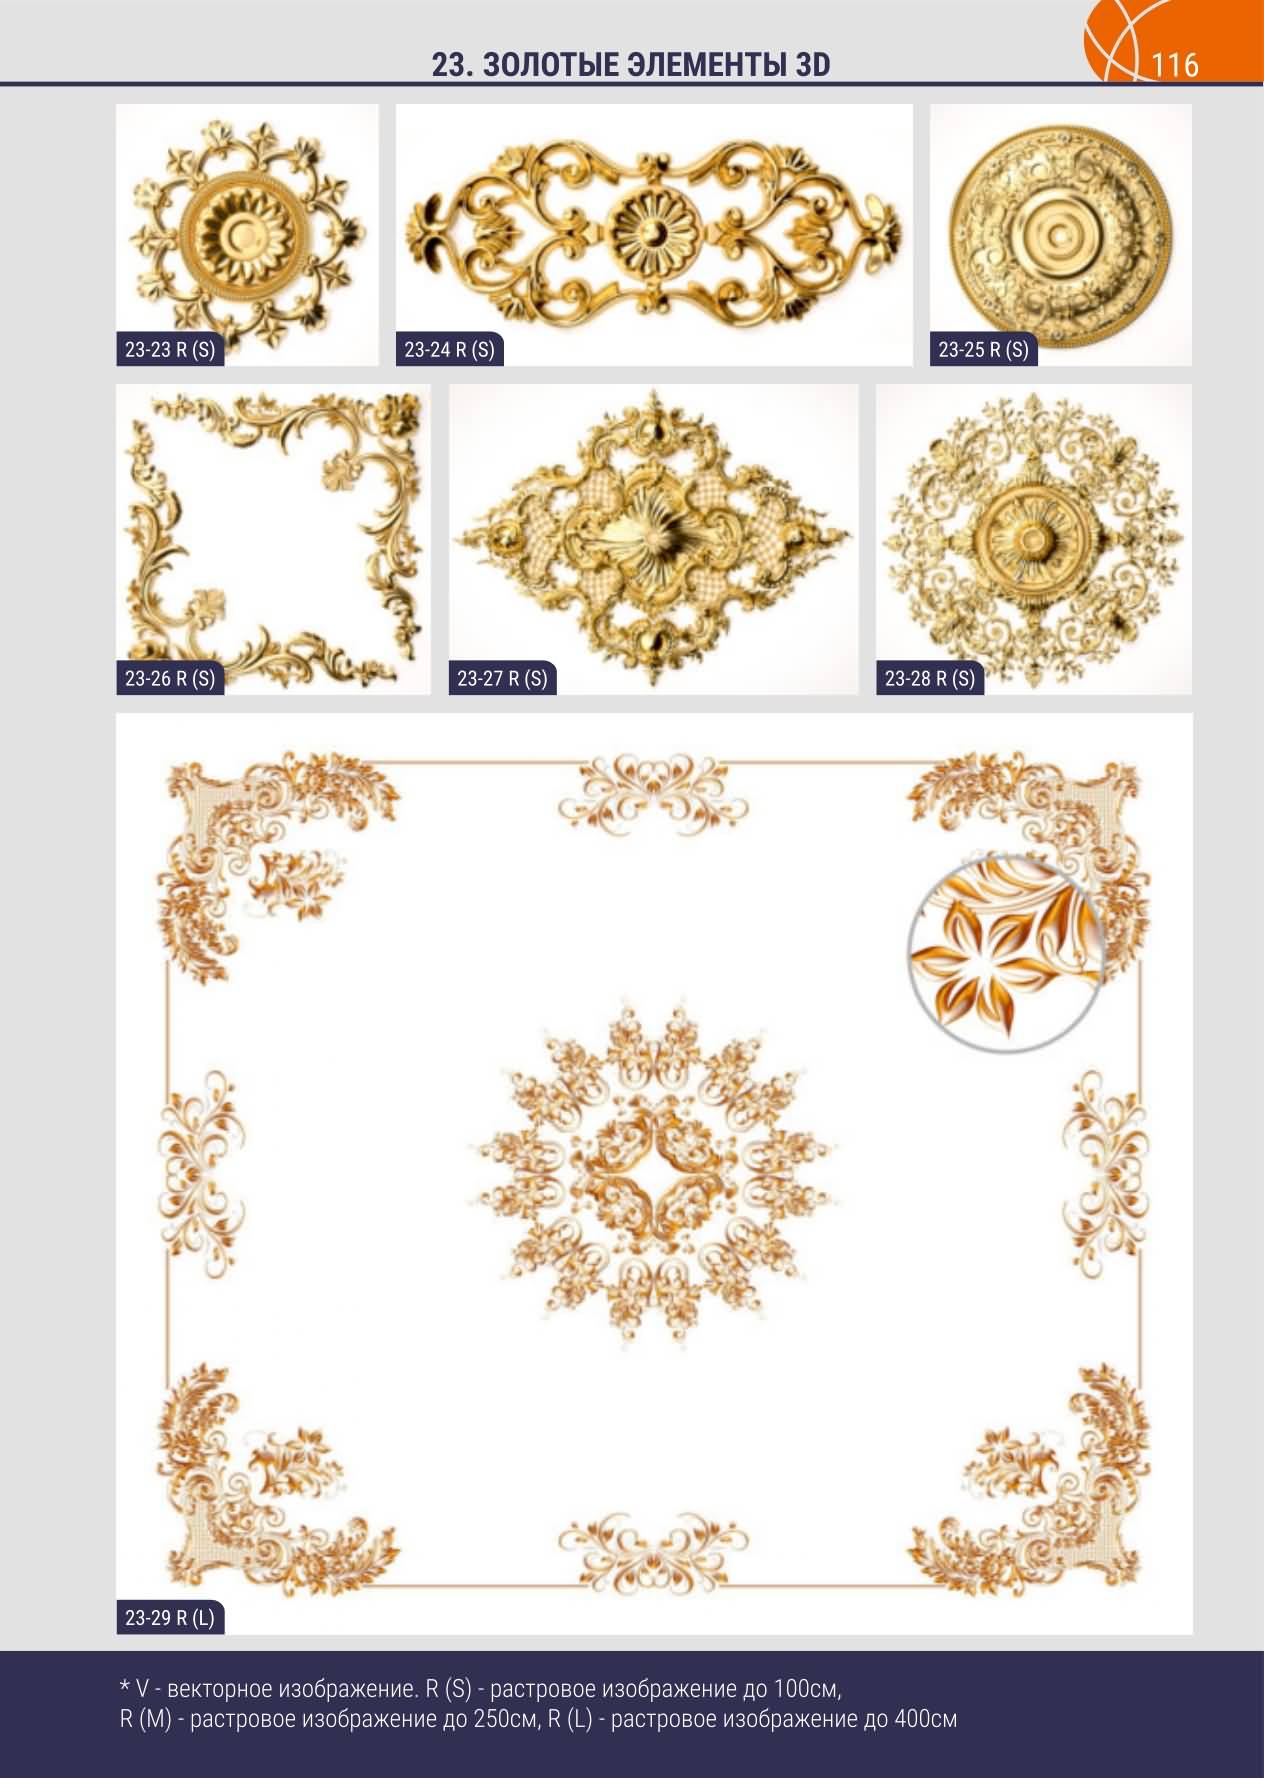 23. ЗОЛОТЫЕ ЭЛЕМЕНТЫ 3D
116
23-23 R (S)
23-24 R (S)
23-25 R (S)
23-26 R (S)
23-27 R (S)
23-28 R (S)
23-29 R (L)
* V - векторное изображение. R (S) - растровое изображение до 100см,
R (M) - растровое изображение до 250см, R (L) - растровое изображение до 400см